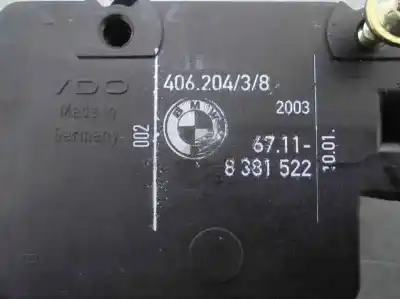 VDO
Made in
Germany
002
406.204/3/8
2003
BMW
67.11-
8 381 522
10.01.